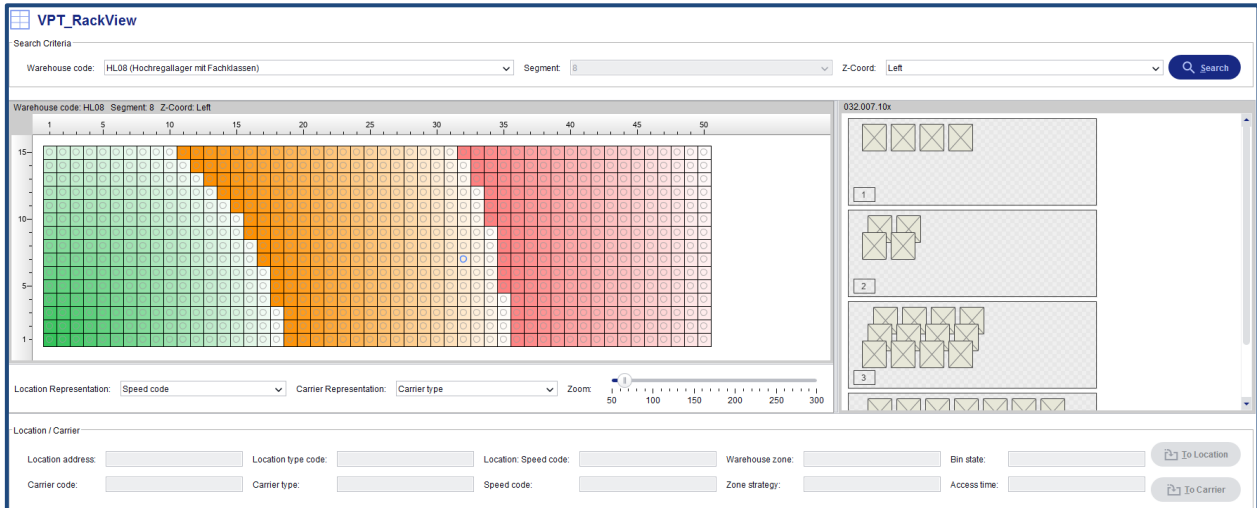 VPT_RackView
Search Criteria
Warehouse code: HL08 (Hochregallager mit Fachklassen) Segment: 8 Z-Coord: Left Search
Warehouse code: HL08 Segment: 8 Z-Coord: Left 032.007.10x
1 5 10 15 20 25 30 35 40 45 50
15
10
5
1
1
2
3
Location Representation: Speed code Carrier Representation: Carrier type Zoom:
50 100 150 200 250 300
Location / Carrier
Location address: Location type code: Location: Speed code: Warehouse zone: Bin state: To Location
Carrier code: Carrier type: Speed code: Zone strategy: Access time: To Carrier